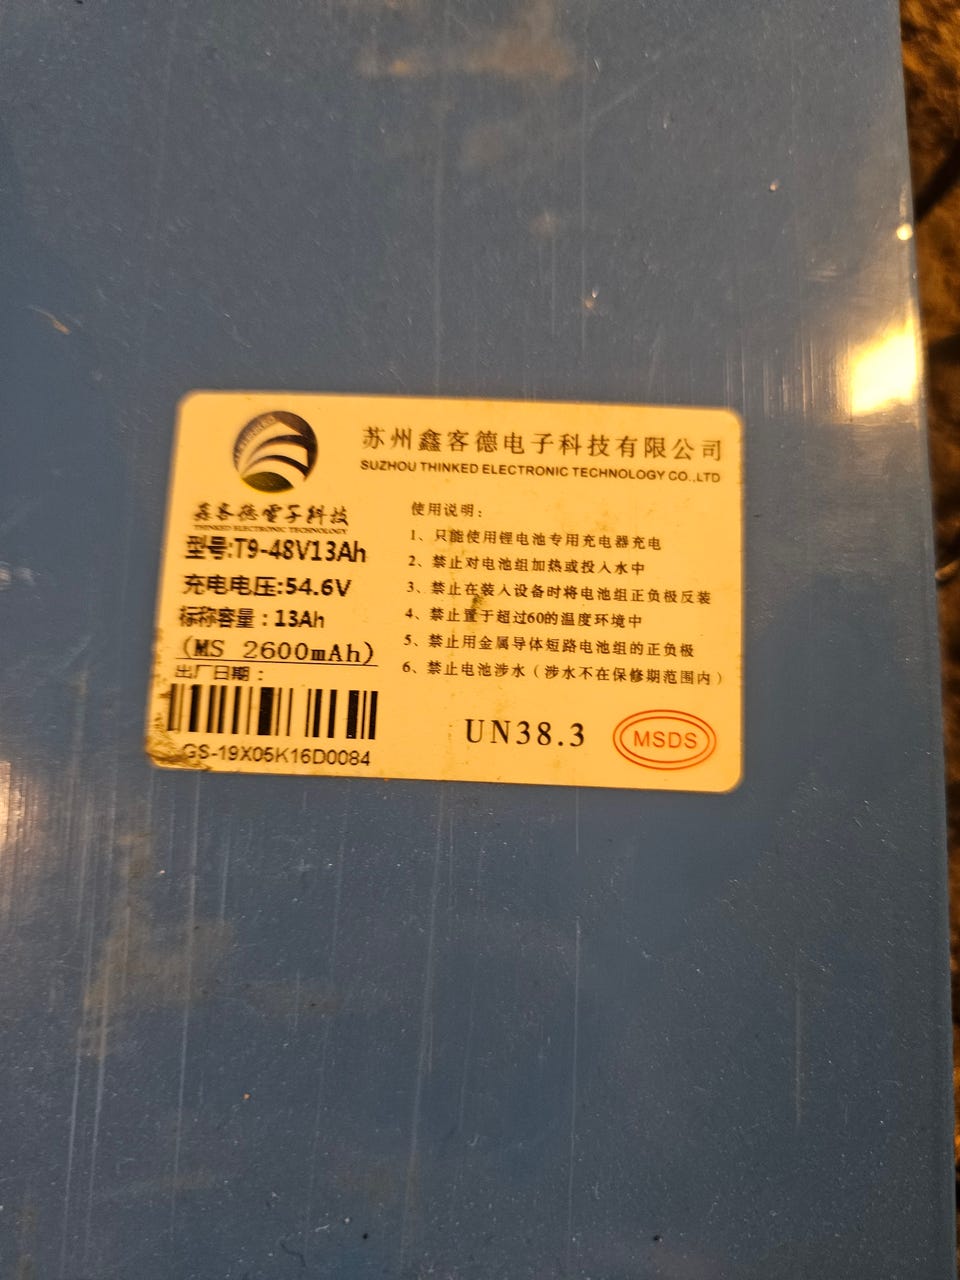 苏州鑫客德电子科技有限公司
SUZHOU THINKED ELECTRONIC TECHNOLOGY CO.,LTD
THINKED
鑫客德電子科技
THINKED ELECTRONIC TECHNOLOGY
型号:T9-48V13Ah
充电电压:54.6V
标称容量：13Ah
(MS 2600mAh)
出厂日期：
GS-19X05K16D0084
使用说明：
1、只能使用锂电池专用充电器充电
2、禁止对电池组加热或投入水中
3、禁止在装入设备时将电池组正负极反装
4、禁止置于超过60的温度环境中
5、禁止用金属导体短路电池组的正负极
6、禁止电池涉水（涉水不在保修期范围内）
UN38.3
MSDS